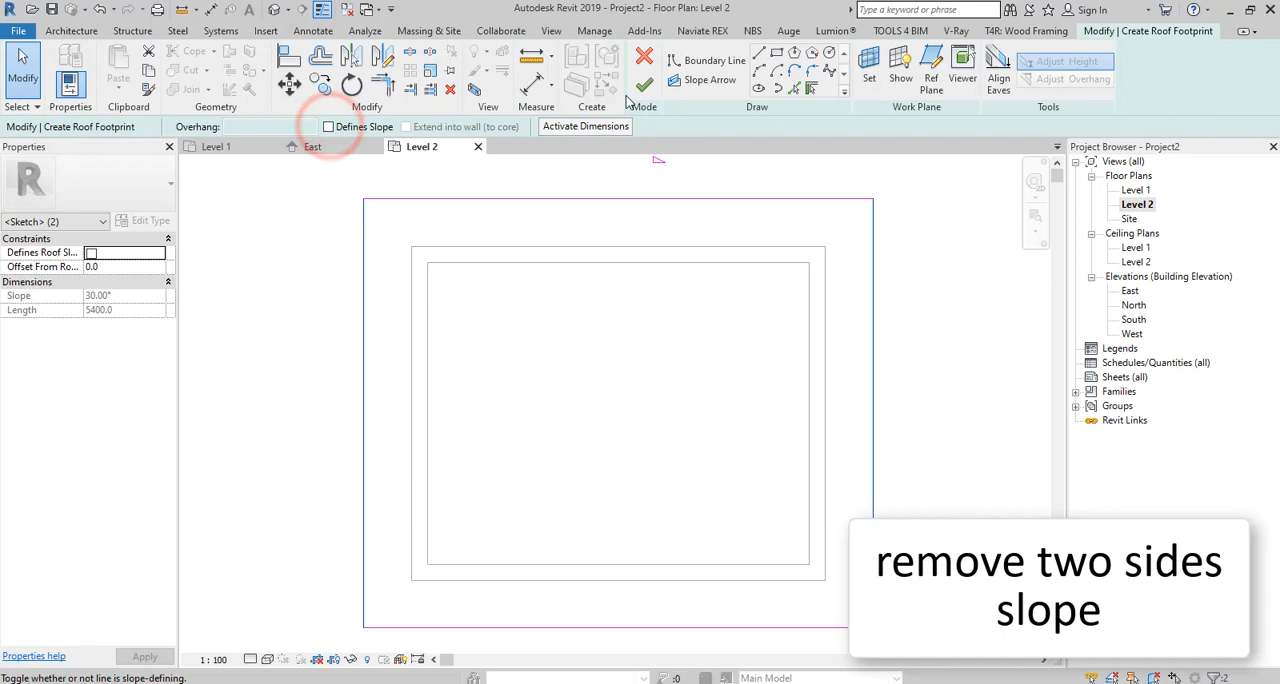 Autodesk Revit 2019 - Project2 - Floor Plan: Level 2
Type a keyword or phrase
Sign In
File Architecture Structure Steel Systems Insert Annotate Analyze Massing & Site Collaborate View Manage Add-Ins Naviate REX NBS Auge Lumion® TOOLS 4 BIM V-Ray T4R: Wood Framing Modify | Create Roof Footprint
Modify Paste Cope Cut Join Boundary Line Slope Arrow Set Show Ref Plane Viewer Align Eaves Adjust Height Adjust Overhang
Select Properties Clipboard Geometry Modify View Measure Create Mode Draw Work Plane Tools
Modify | Create Roof Footprint Overhang: Defines Slope Extend into wall (to core) Activate Dimensions
Properties
Level 1 East Level 2
Project Browser - Project2
<Sketch> (2) Edit Type
Constraints
Defines Roof Sl...
Offset From Ro... 0.0
Dimensions
Slope 30.00°
Length 5400.0
Views (all)
Floor Plans
Level 1
Level 2
Site
Ceiling Plans
Level 1
Level 2
Elevations (Building Elevation)
East
North
South
West
Legends
Schedules/Quantities (all)
Sheets (all)
Families
Groups
Revit Links
remove two sides
slope
Properties help Apply
1 : 100
Toggle whether or not line is slope-defining.
:0 Main Model :2